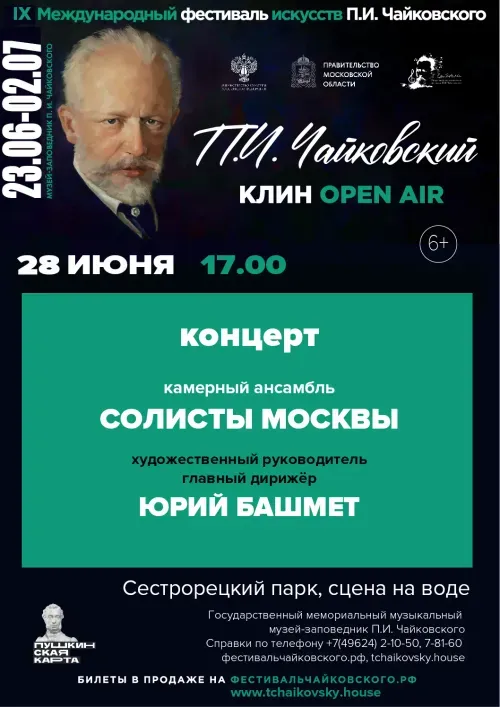 IX Международный фестиваль искусств П.И. Чайковского
23.06-02.07
МУЗЕЙ-ЗАПОВЕДНИК П. И. ЧАЙКОВСКОГО
ПРАВИТЕЛЬСТВО
МОСКОВСКОЙ
ОБЛАСТИ
П.И. Чайковский
КЛИН OPEN AIR
6+
28 ИЮНЯ 17.00
концерт
камерный ансамбль
СОЛИСТЫ МОСКВЫ
художественный руководитель
главный дирижёр
ЮРИЙ БАШМЕТ
Сестрорецкий парк, сцена на воде
Государственный мемориальный музыкальный
музей-заповедник П.И. Чайковского
Справки по телефону +7(49624) 2-10-50, 7-81-60
фестивальчайковского.рф, tchaikovsky.house
ПУШКИН
СКАЯ
КАРТА
БИЛЕТЫ В ПРОДАЖЕ НА ФЕСТИВАЛЬЧАЙКОВСКОГО.РФ
www.tchaikovsky.house